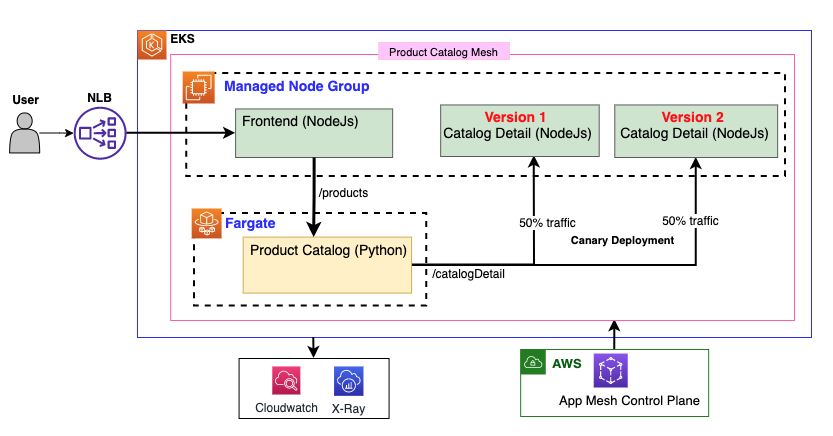 EKS
Product Catalog Mesh
Managed Node Group
User
NLB
Frontend (NodeJs)
Version 1
Catalog Detail (NodeJs)
Version 2
Catalog Detail (NodeJs)
/products
Fargate
50% traffic
50% traffic
Canary Deployment
Product Catalog (Python)
/catalogDetail
AWS
App Mesh Control Plane
Cloudwatch
X-Ray